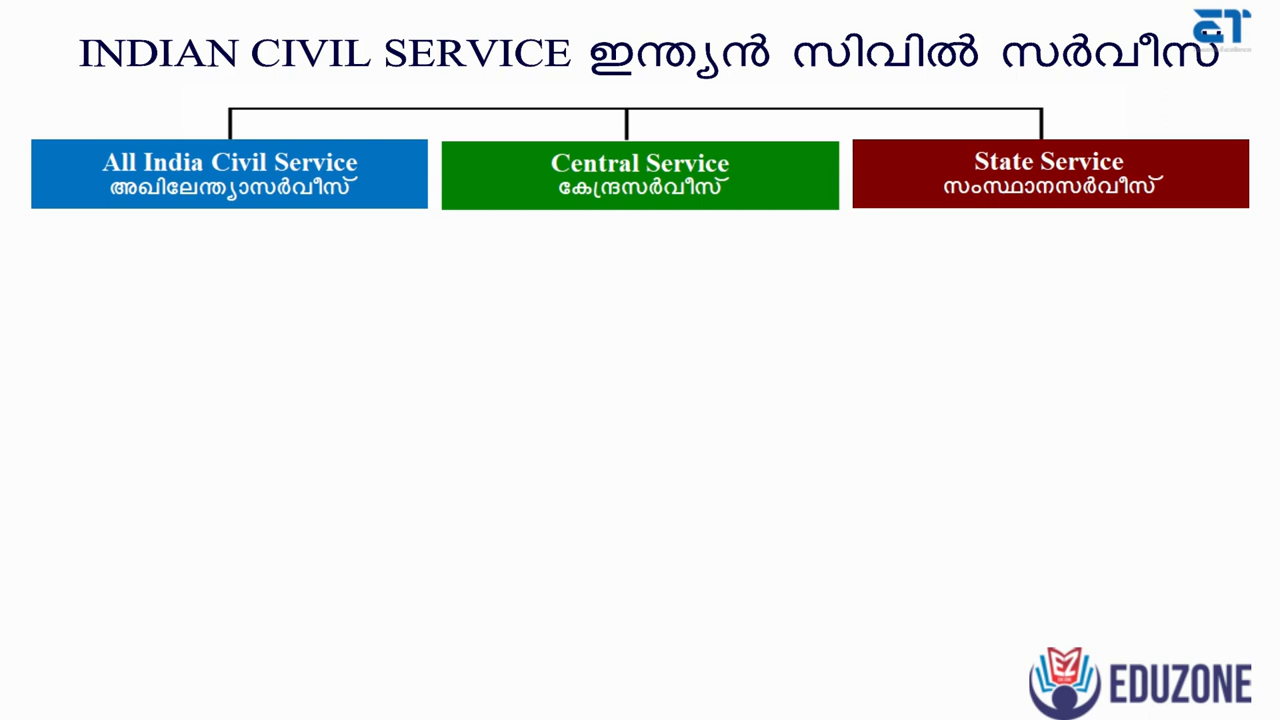 INDIAN CIVIL SERVICE ഇന്ത്യൻ സിവിൽ സർവീസ്
All India Civil Service
അഖിലേന്ത്യാസർവീസ്
Central Service
കേന്ദ്രസർവീസ്
State Service
സംസ്ഥാനസർവീസ്
EZ
EDUZONE